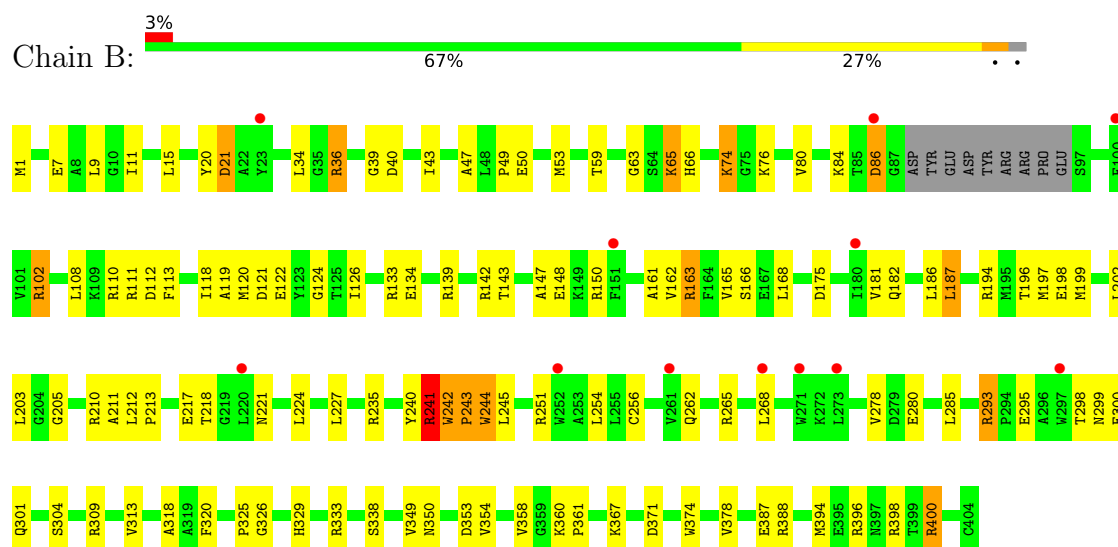 3%
Chain B:
67% 27% • •
M1 E7 A8 L9 G10 I11 L15 Y20 D21 A22 Y23 L34 G35 R36 G39 D40 I43 A47 L48 P49 E50 M53 T59 G63 S64 K65 H66 K74 G75 K76 V80 K84 T85 D86 G87 ASP TYR GLU ASP TYR ARG ARG PRO GLU S97 E100
V101 R102 L108 K109 R110 R111 D112 F113 I118 A119 M120 D121 E122 Y123 G124 T125 I126 R133 E134 R139 R142 T143 A147 E148 K149 R150 F151 A161 V162 R163 F164 V165 S166 E167 L168 D175 I180 V181 Q182 L186 L187 R194 M195 T196 M197 E198 M199 L202
L203 G204 G205 R210 A211 L212 P213 E217 T218 G219 L220 N221 L224 L227 R235 Y240 R241 W242 P243 W244 L245 R251 W252 A253 L254 L255 C256 V261 Q262 R265 L268 W271 K272 L273 V278 D279 E280 L285 R293 P294 E295 A296 W297 T298 N299 E300
Q301 S304 R309 V313 A318 A319 F320 P325 G326 H329 R333 S338 V349 N350 D353 V354 V358 G359 K360 P361 K367 D371 W374 V378 E387 R388 M394 E395 R396 N397 R398 T399 R400 C404